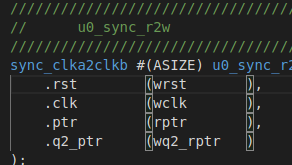 ////////////////////////////////////
//      u0_sync_r2w
////////////////////////////////////
sync_clka2clkb #(ASIZE) u0_sync_r2
    .rst        (wrst     ),
    .clk        (wclk     ),
    .ptr        (rptr     ),
    .q2_ptr     (wq2_rptr  )
);